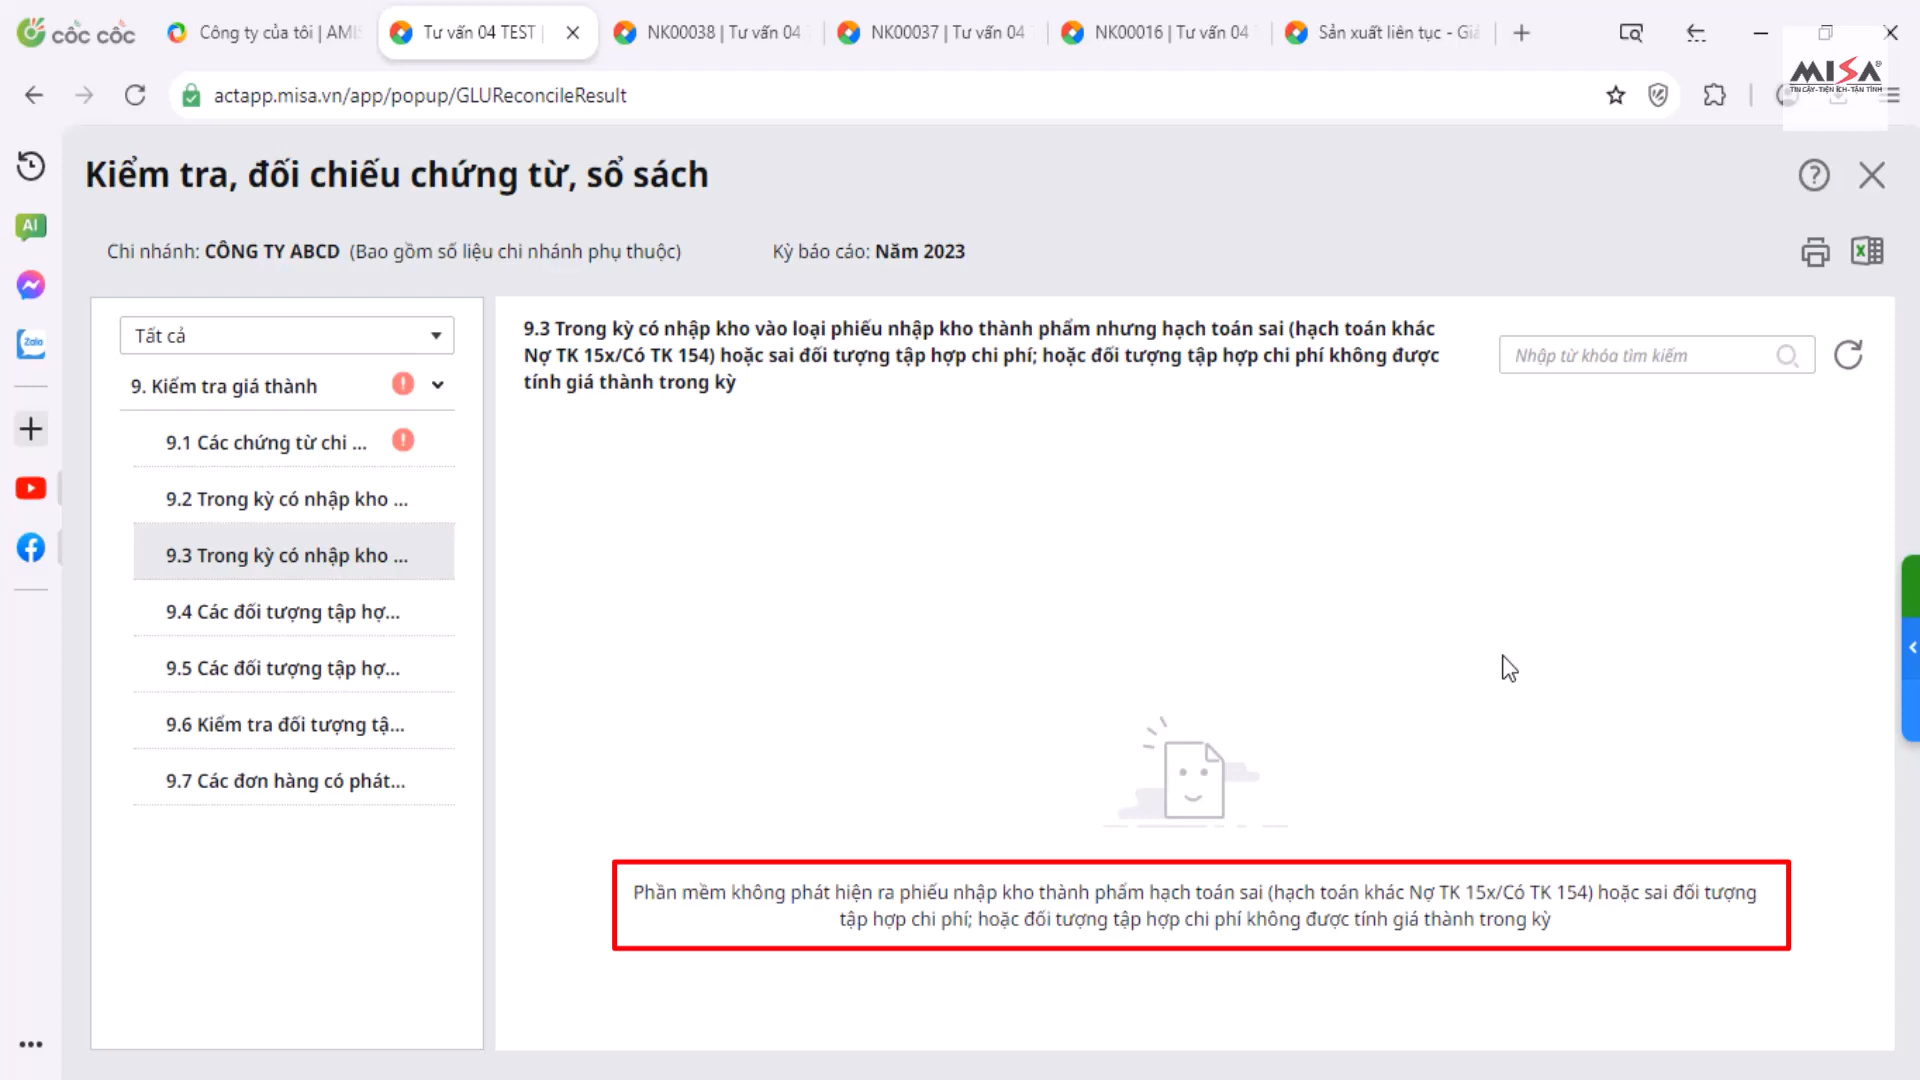 cốc cốc
Công ty của tôi | AMIS
Tư vấn 04 TEST |
NK00038 | Tư vấn 04
NK00037 | Tư vấn 04
NK00016 | Tư vấn 04
Sản xuất liên tục - Giá
actapp.misa.vn/app/popup/GLUReconcileResult
MISA®
TIN CẬY-TIỆN ÍCH-TẬN TÌNH
AI
Zalo
Kiểm tra, đối chiếu chứng từ, sổ sách
Chi nhánh: CÔNG TY ABCD (Bao gồm số liệu chi nhánh phụ thuộc)
Kỳ báo cáo: Năm 2023
Tất cả
9. Kiểm tra giá thành
9.1 Các chứng từ chi ...
9.2 Trong kỳ có nhập kho ...
9.3 Trong kỳ có nhập kho ...
9.4 Các đối tượng tập hợ...
9.5 Các đối tượng tập hợ...
9.6 Kiểm tra đối tượng tậ...
9.7 Các đơn hàng có phát...
9.3 Trong kỳ có nhập kho vào loại phiếu nhập kho thành phẩm nhưng hạch toán sai (hạch toán khác
Nợ TK 15x/Có TK 154) hoặc sai đối tượng tập hợp chi phí; hoặc đối tượng tập hợp chi phí không được
tính giá thành trong kỳ
Nhập từ khóa tìm kiếm
Phần mềm không phát hiện ra phiếu nhập kho thành phẩm hạch toán sai (hạch toán khác Nợ TK 15x/Có TK 154) hoặc sai đối tượng
tập hợp chi phí; hoặc đối tượng tập hợp chi phí không được tính giá thành trong kỳ